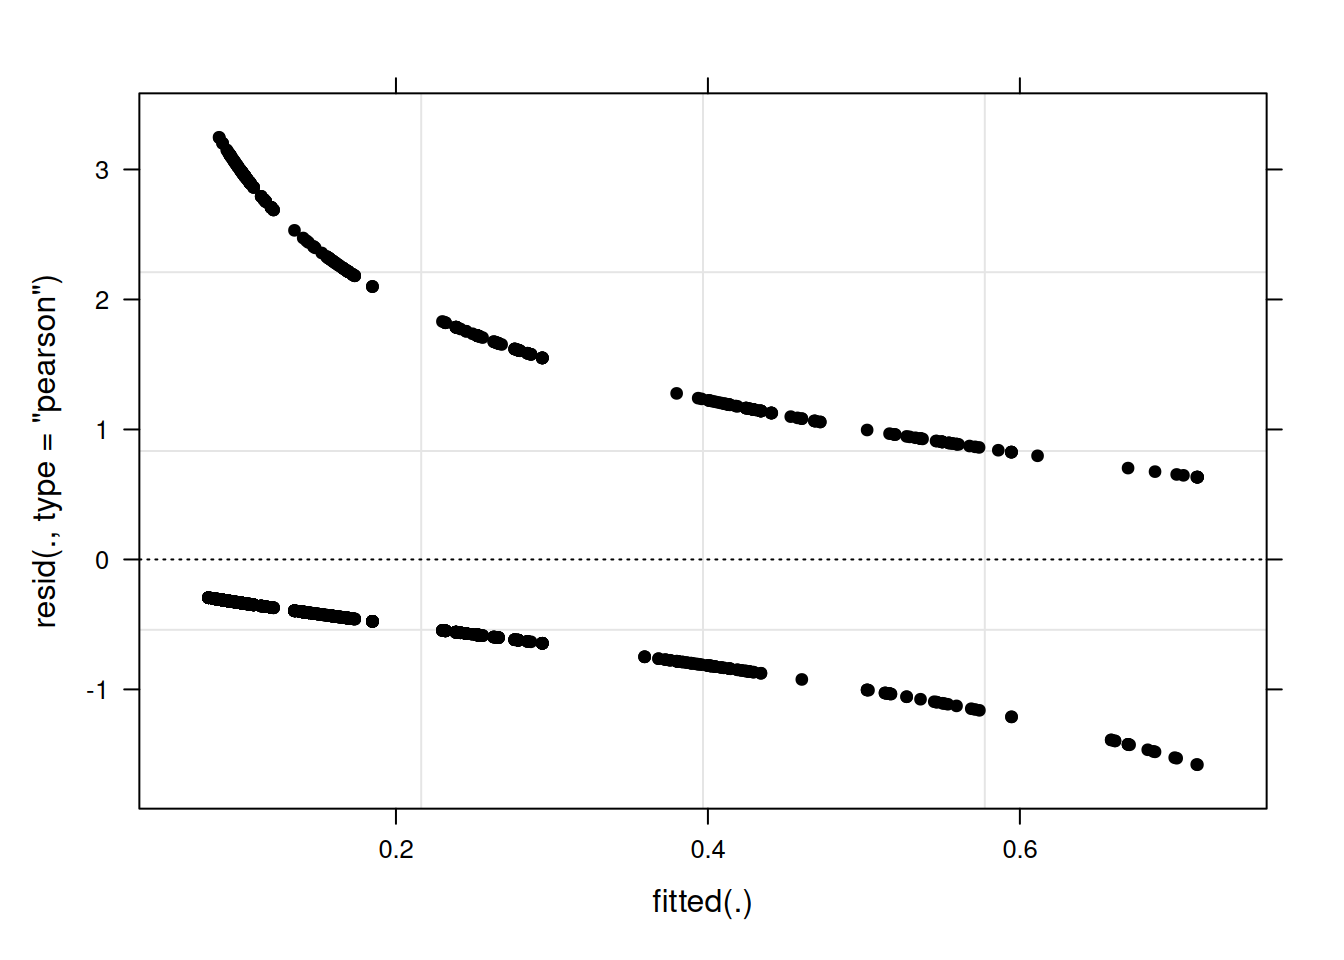 3
2
1
0
-1
resid(., type = "pearson")
0.2 0.4 0.6
fitted(.)